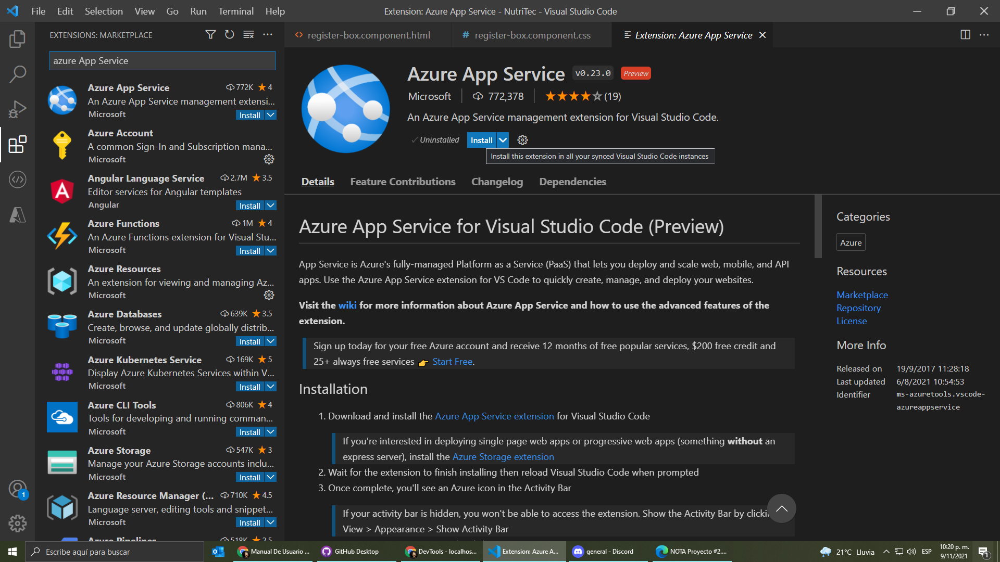 File Edit Selection View Go Run Terminal Help
Extension: Azure App Service - NutriTec - Visual Studio Code
EXTENSIONS: MARKETPLACE
azure App Service
Azure App Service 772K 4
An Azure App Service management extensi...
Microsoft Install
Azure Account
A common Sign-In and Subscription mana...
Microsoft
Angular Language Service 2.7M 3.5
Editor services for Angular templates
Angular Install
Azure Functions 1M 4
An Azure Functions extension for Visual Stu...
Microsoft Install
Azure Resources
An extension for viewing and managing Az...
Microsoft
Azure Databases 639K 3.5
Create, browse, and update globally distrib...
Microsoft Install
Azure Kubernetes Service 169K 5
Display Azure Kubernetes Services within V...
Microsoft Install
Azure CLI Tools 806K 4
Tools for developing and running comman...
Microsoft Install
Azure Storage 547K 3
Manage your Azure Storage accounts inclu...
Microsoft Install
Azure Resource Manager (... 710K 4.5
Language server, editing tools and snippet...
Microsoft Install
Azure Pipelines 518K 2.5
1
register-box.component.html
# register-box.component.css
Extension: Azure App Service
Azure App Service v0.23.0 Preview
Microsoft 772,378 (19)
An Azure App Service management extension for Visual Studio Code.
Uninstalled Install
Install this extension in all your synced Visual Studio Code instances
Details Feature Contributions Changelog Dependencies
Azure App Service for Visual Studio Code (Preview)
App Service is Azure's fully-managed Platform as a Service (PaaS) that lets you deploy and scale web, mobile, and API
apps. Use the Azure App Service extension for VS Code to quickly create, manage, and deploy your websites.
Visit the wiki for more information about Azure App Service and how to use the advanced features of the
extension.
Sign up today for your free Azure account and receive 12 months of free popular services, $200 free credit and
25+ always free services 👉 Start Free.
Installation
1. Download and install the Azure App Service extension for Visual Studio Code
If you're interested in deploying single page web apps or progressive web apps (something without an
express server), install the Azure Storage extension
2. Wait for the extension to finish installing then reload Visual Studio Code when prompted
3. Once complete, you'll see an Azure icon in the Activity Bar
If your activity bar is hidden, you won't be able to access the extension. Show the Activity Bar by clicki
View > Appearance > Show Activity Bar
Categories
Azure
Resources
Marketplace
Repository
License
More Info
Released on 19/9/2017 11:28:18
Last updated 6/8/2021 10:54:53
Identifier ms-azuretools.vscode-
azureappservice
Escribe aquí para buscar
Manual De Usuario ...
GitHub Desktop
DevTools - localhos...
Extension: Azure A...
general - Discord
NOTA Proyecto #2....
21°C Lluvia
ESP
10:20 p. m.
9/11/2021
1